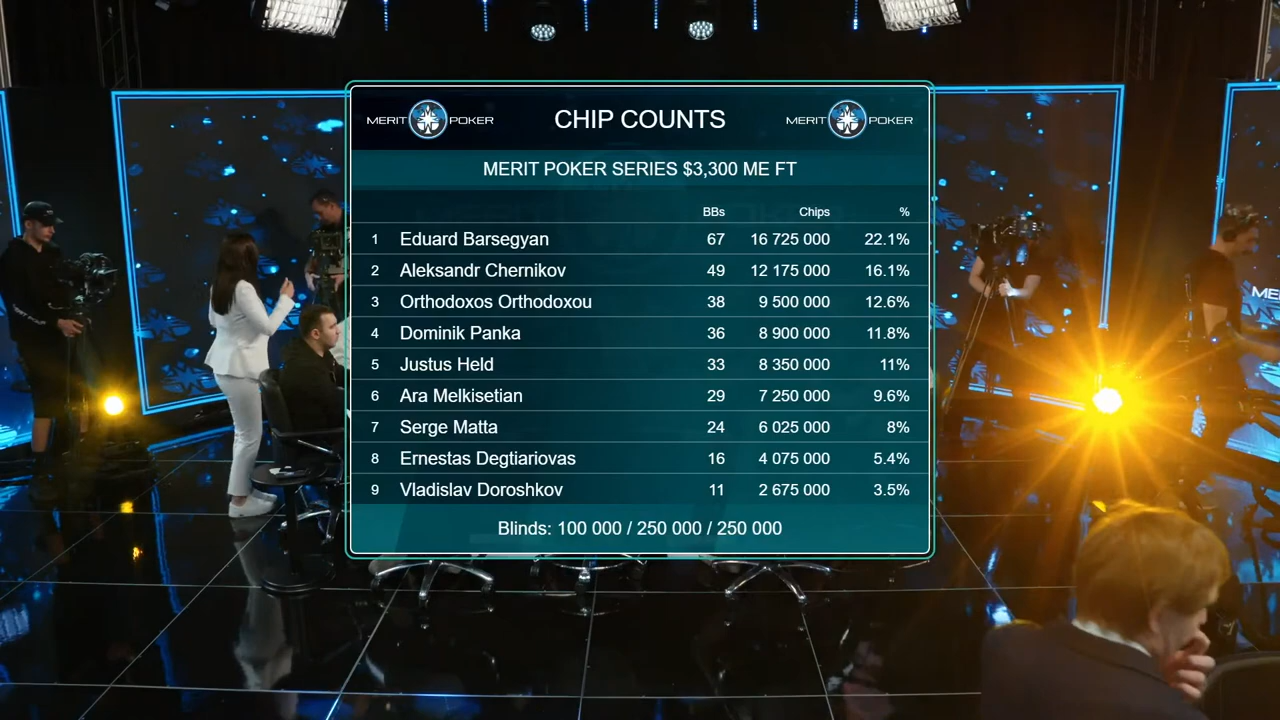 MERIT POKER CHIP COUNTS MERIT POKER
MERIT POKER SERIES $3,300 ME FT
BBs Chips %
1 Eduard Barsegyan 67 16 725 000 22.1%
2 Aleksandr Chernikov 49 12 175 000 16.1%
3 Orthodoxos Orthodoxou 38 9 500 000 12.6%
4 Dominik Panka 36 8 900 000 11.8%
5 Justus Held 33 8 350 000 11%
6 Ara Melkisetian 29 7 250 000 9.6%
7 Serge Matta 24 6 025 000 8%
8 Ernestas Degtiariovas 16 4 075 000 5.4%
9 Vladislav Doroshkov 11 2 675 000 3.5%
Blinds: 100 000 / 250 000 / 250 000